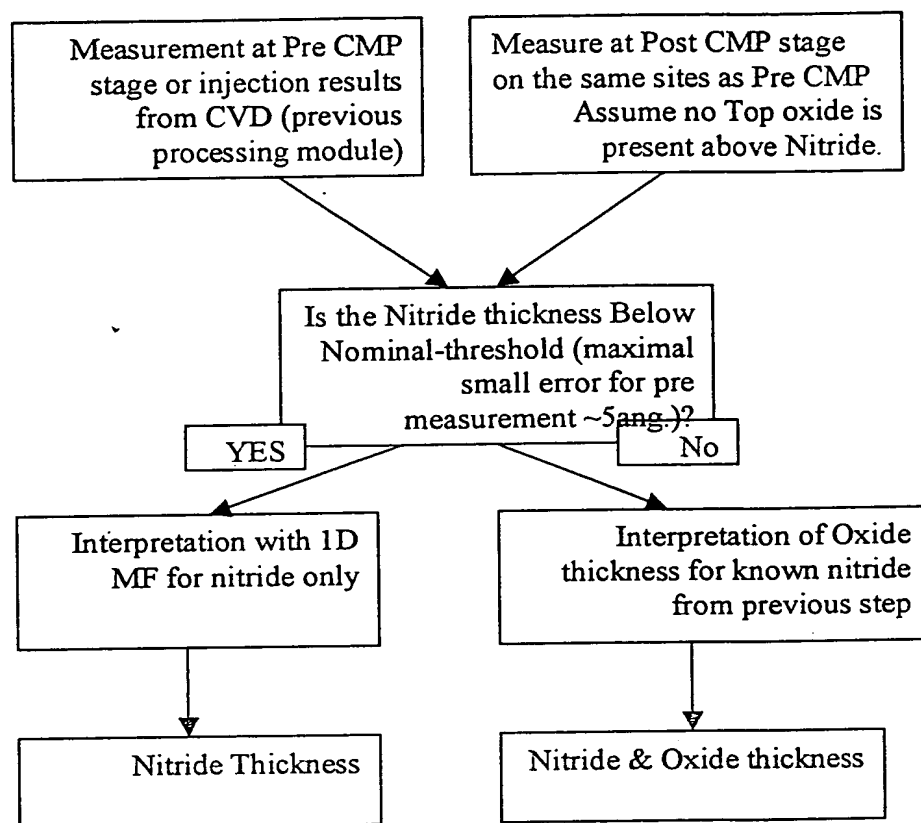 Measurement at Pre CMP
stage or injection results
from CVD (previous
processing module)
Measure at Post CMP stage
on the same sites as Pre CMP
Assume no Top oxide is
present above Nitride.
Is the Nitride thickness Below
Nominal-threshold (maximal
small error for pre
measurement ~5ang.)?
YES
No
Interpretation with 1D
MF for nitride only
Interpretation of Oxide
thickness for known nitride
from previous step
Nitride Thickness
Nitride & Oxide thickness